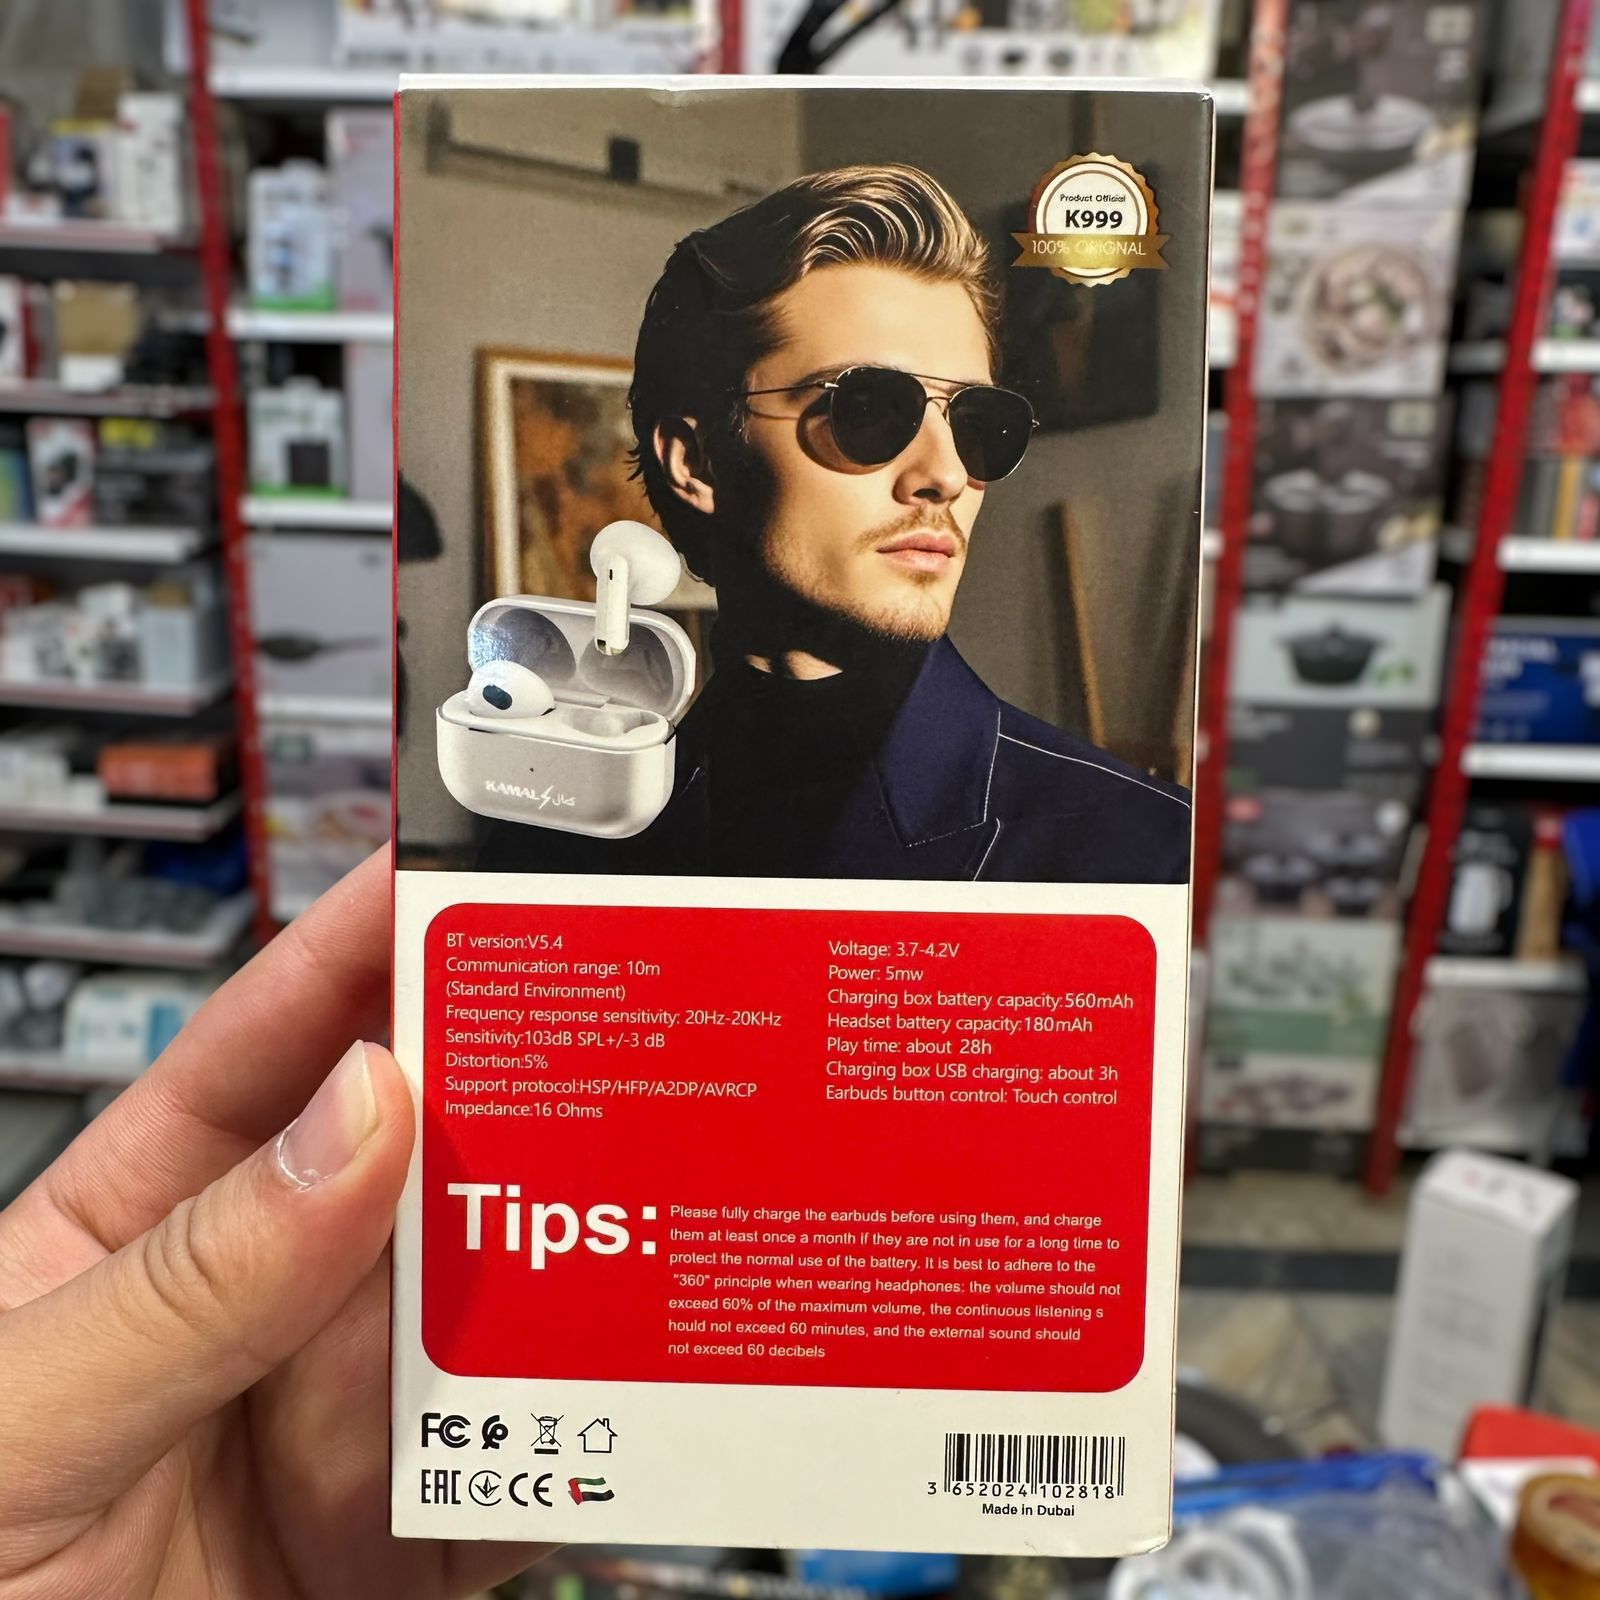 Product Official
K999
100% ORIGNAL
KAMAL كمال
BT version:V5.4
Communication range: 10m
(Standard Environment)
Frequency response sensitivity: 20Hz-20KHz
Sensitivity:103dB SPL+/-3 dB
Distortion:5%
Support protocol:HSP/HFP/A2DP/AVRCP
Impedance:16 Ohms
Voltage: 3.7-4.2V
Power: 5mw
Charging box battery capacity:560mAh
Headset battery capacity:180mAh
Play time: about 28h
Charging box USB charging: about 3h
Earbuds button control: Touch control
Tips:
Please fully charge the earbuds before using them, and charge
them at least once a month if they are not in use for a long time to
protect the normal use of the battery. It is best to adhere to the
"360" principle when wearing headphones: the volume should not
exceed 60% of the maximum volume, the continuous listening s
hould not exceed 60 minutes, and the external sound should
not exceed 60 decibels
FC
EAC CE
3 652024 102818
Made in Dubai